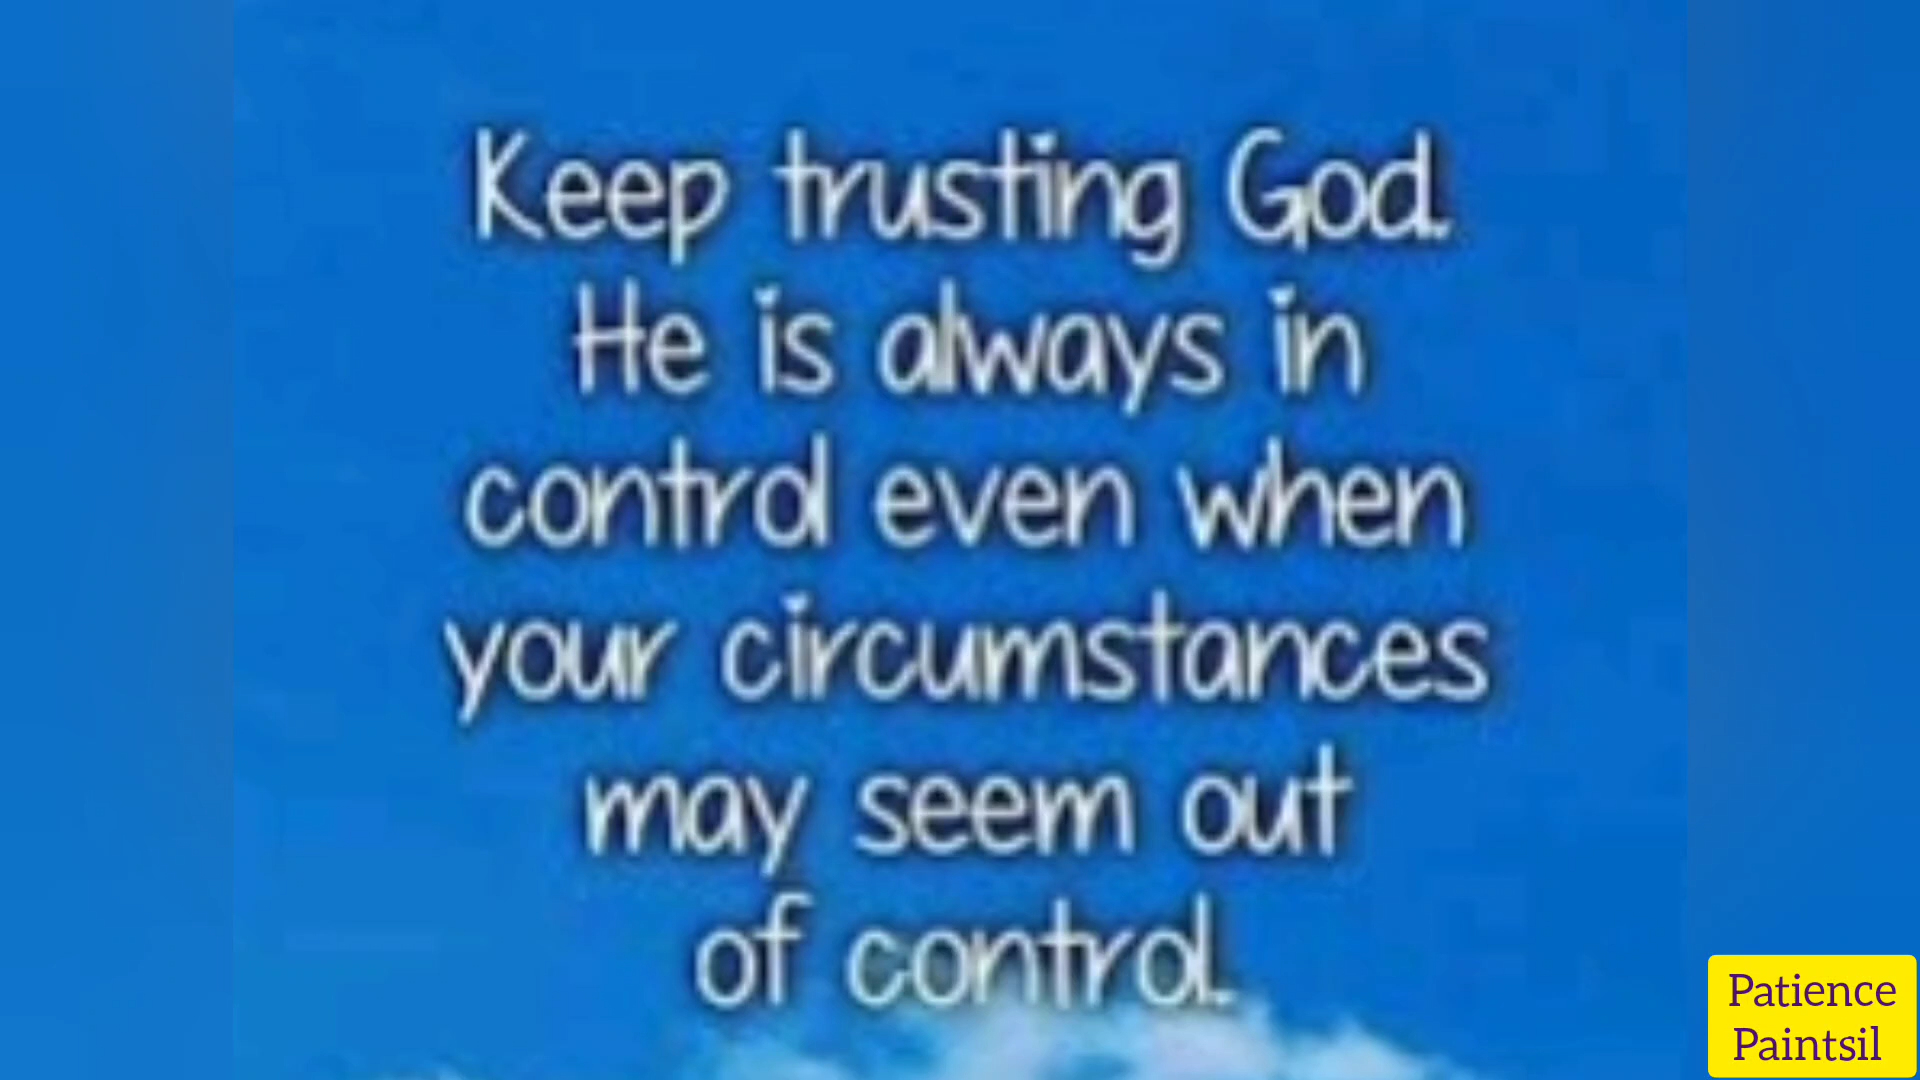 Keep trusting God.
He is always in
control even when
your circumstances
may seem out
of control.
Patience
Paintsil